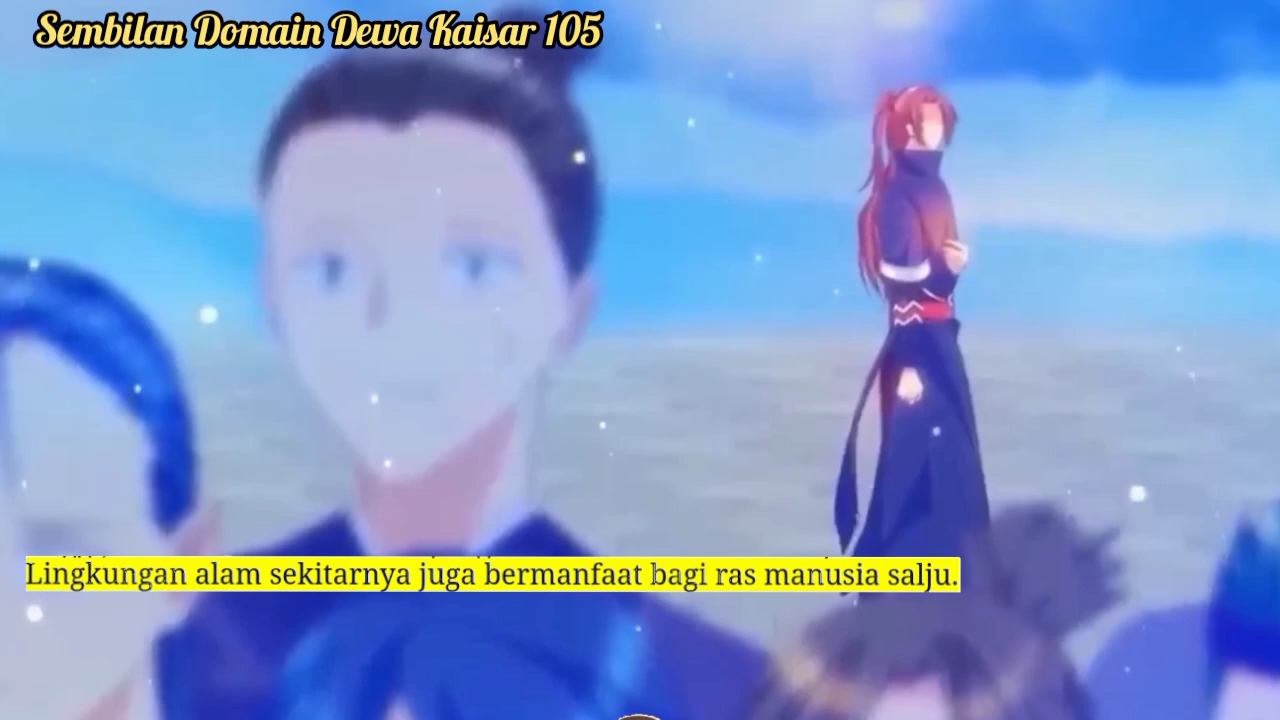 Sembilan Domain Dewa Kaisar 105
Lingkungan alam sekitarnya juga bermanfaat bagi ras manusia salju.